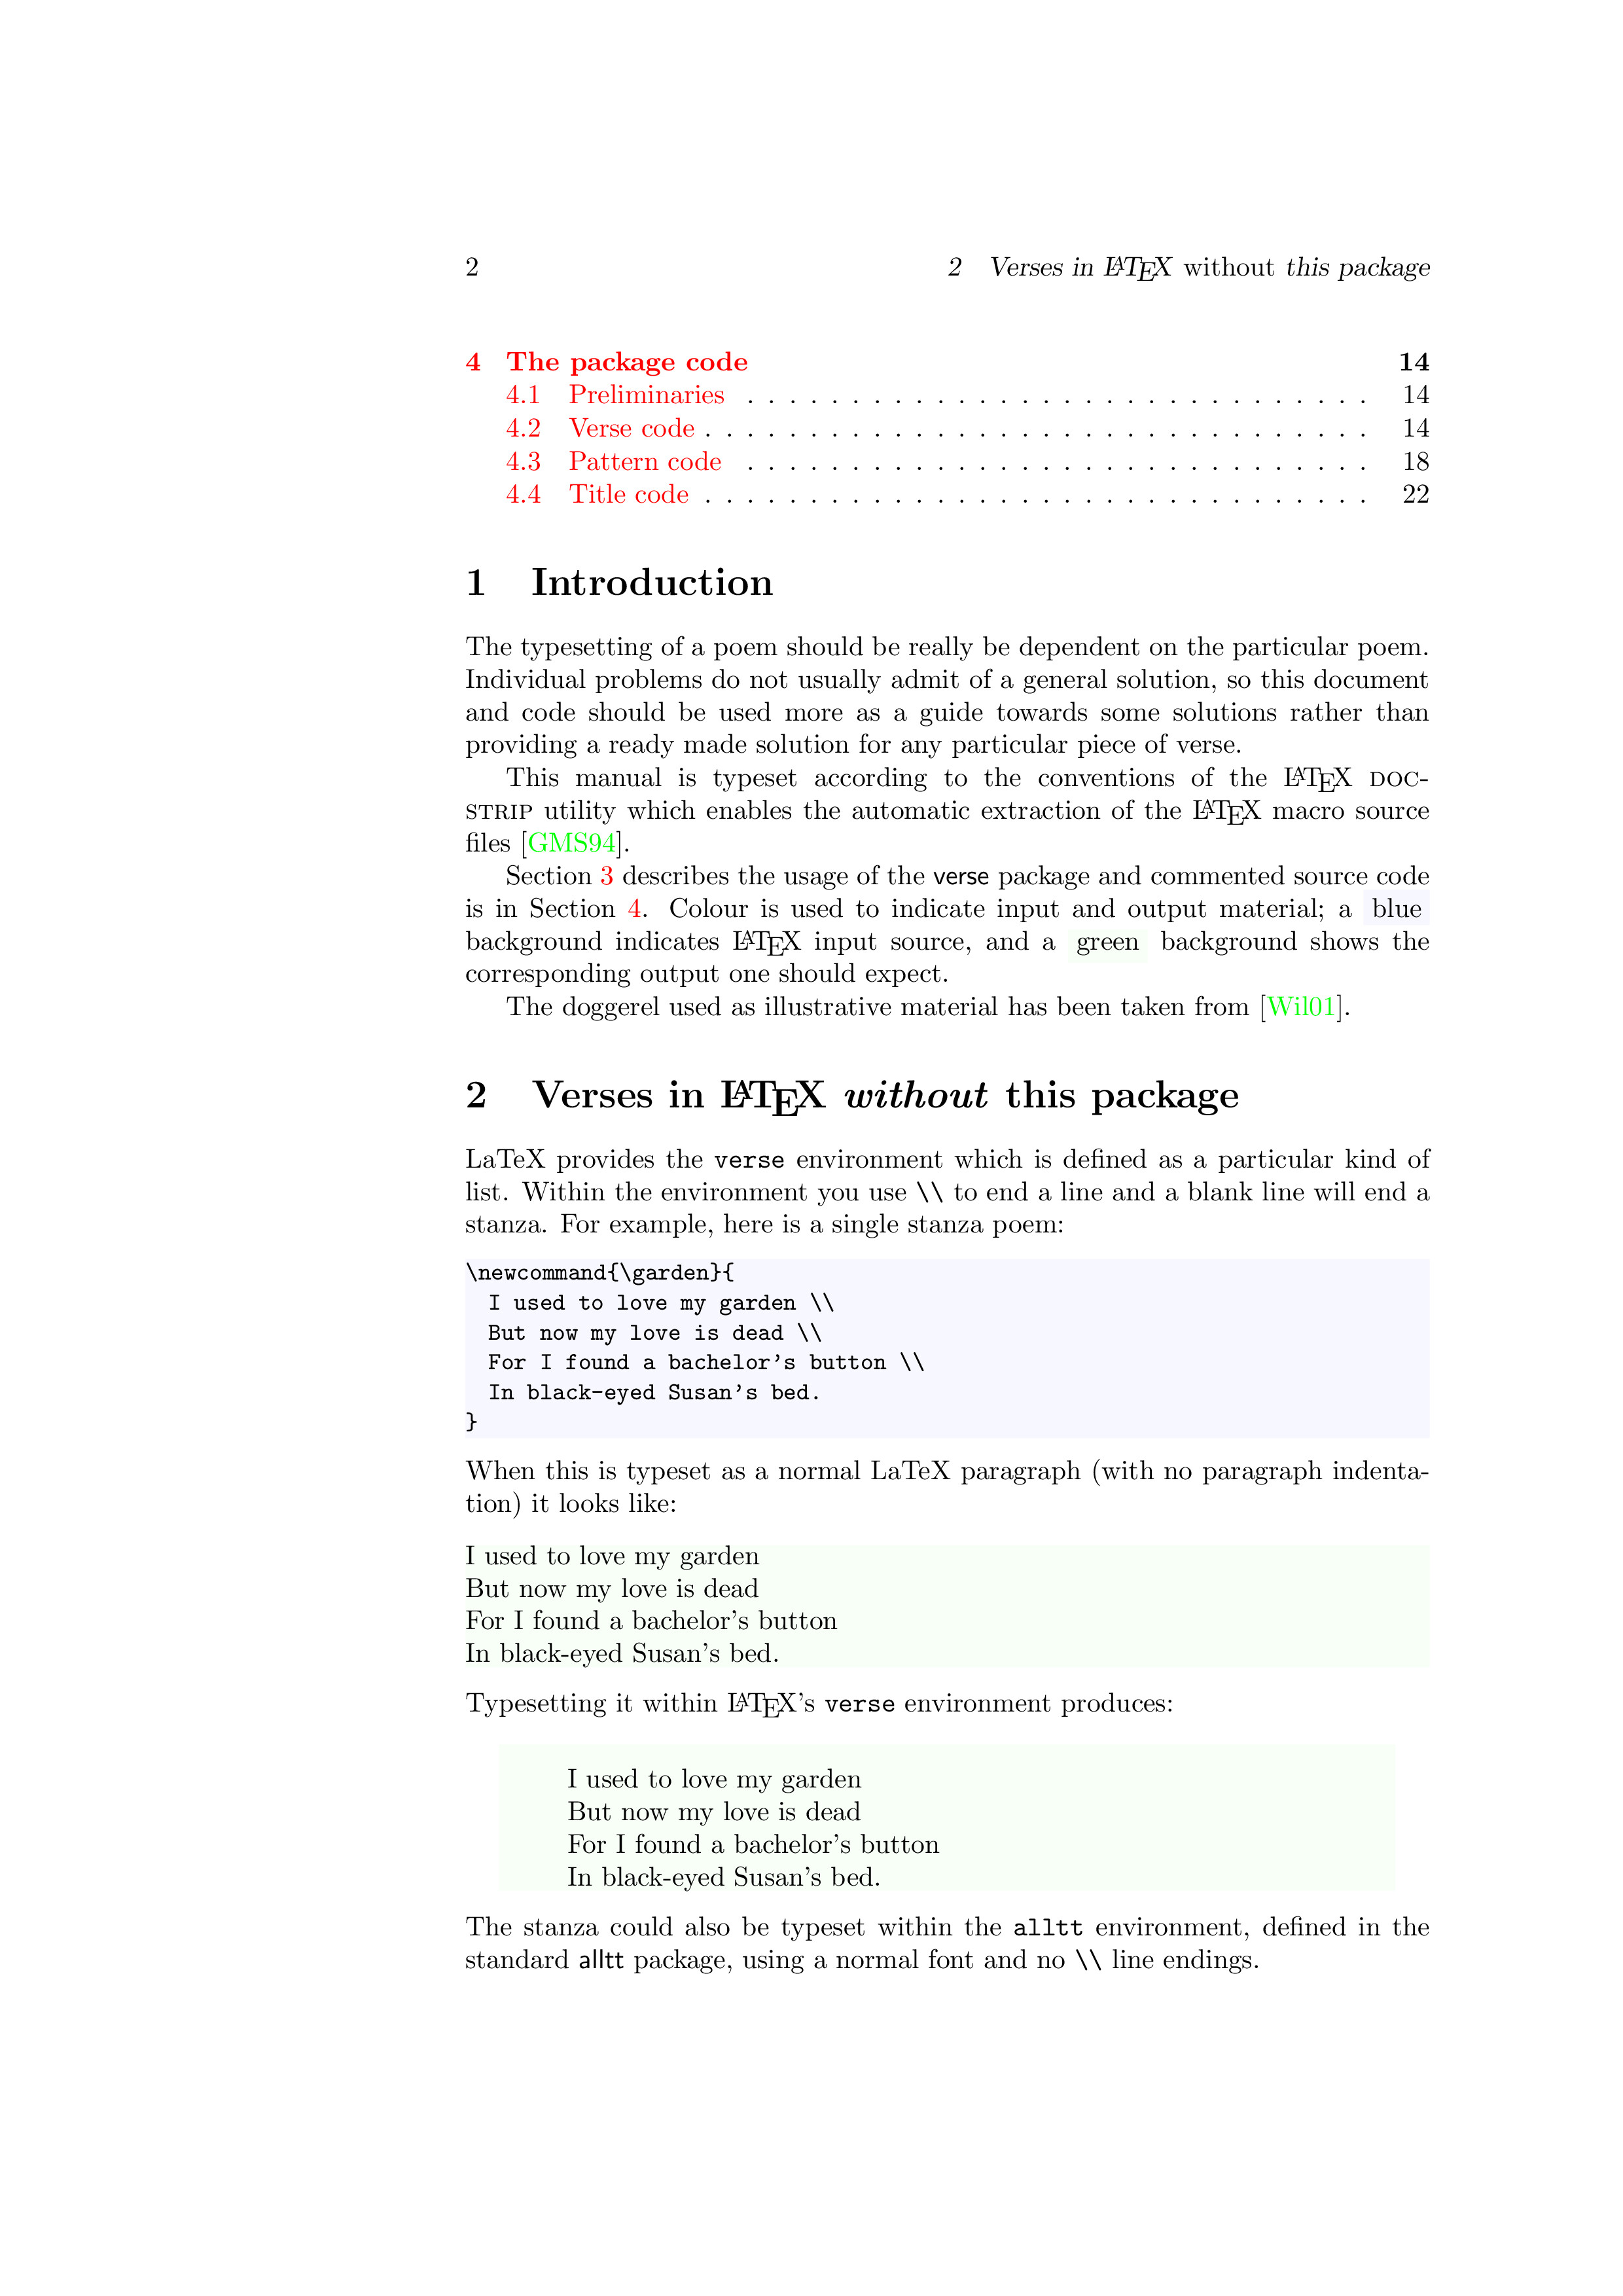 2 2 Verses in LATEX without this package
4 The package code 14
4.1 Preliminaries . . . . . . . . . . . . . . . . . . . . . . . . . . . . . . 14
4.2 Verse code . . . . . . . . . . . . . . . . . . . . . . . . . . . . . . . . 14
4.3 Pattern code . . . . . . . . . . . . . . . . . . . . . . . . . . . . . . 18
4.4 Title code . . . . . . . . . . . . . . . . . . . . . . . . . . . . . . . . 22
1 Introduction
The typesetting of a poem should be really be dependent on the particular poem.
Individual problems do not usually admit of a general solution, so this document
and code should be used more as a guide towards some solutions rather than
providing a ready made solution for any particular piece of verse.
This manual is typeset according to the conventions of the LATEX DOC-
STRIP utility which enables the automatic extraction of the LATEX macro source
files [GMS94].
Section 3 describes the usage of the verse package and commented source code
is in Section 4. Colour is used to indicate input and output material; a blue
background indicates LATEX input source, and a green background shows the
corresponding output one should expect.
The doggerel used as illustrative material has been taken from [Wil01].
2 Verses in LATEX without this package
LaTeX provides the verse environment which is defined as a particular kind of
list. Within the environment you use \\ to end a line and a blank line will end a
stanza. For example, here is a single stanza poem:
\newcommand{\garden}{
I used to love my garden \\
But now my love is dead \\
For I found a bachelor's button \\
In black-eyed Susan's bed.
}
When this is typeset as a normal LaTeX paragraph (with no paragraph indenta-
tion) it looks like:
I used to love my garden
But now my love is dead
For I found a bachelor's button
In black-eyed Susan's bed.
Typesetting it within LATEX's verse environment produces:
I used to love my garden
But now my love is dead
For I found a bachelor's button
In black-eyed Susan's bed.
The stanza could also be typeset within the alltt environment, defined in the
standard alltt package, using a normal font and no \\ line endings.